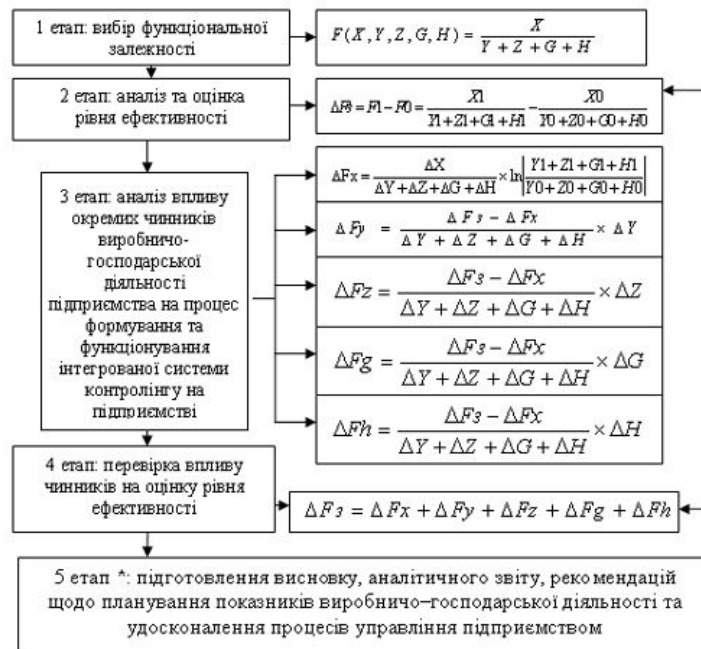 1 етап: вибір функціональної
залежності
F(X,Y,Z,G,H) = X / (Y + Z + G + H)
2 етап: аналіз та оцінка
рівня ефективності
ΔFз = F1 − F0 = X1 / (Y1+Z1+G1+H1) − X0 / (Y0+Z0+G0+H0)
3 етап: аналіз впливу
окремих чинників
виробничо-
господарської
діяльності
підприємства на процес
формування та
функціонування
інтегрованої системи
контролінгу на
підприємстві
ΔFx = ΔX / (ΔY+ΔZ+ΔG+ΔH) × ln|(Y1+Z1+G1+H1) / (Y0+Z0+G0+H0)|
ΔFy = (ΔFз − ΔFx) / (ΔY + ΔZ + ΔG + ΔH) × ΔY
ΔFz = (ΔFз − ΔFx) / (ΔY + ΔZ + ΔG + ΔH) × ΔZ
ΔFg = (ΔFз − ΔFx) / (ΔY + ΔZ + ΔG + ΔH) × ΔG
ΔFh = (ΔFз − ΔFx) / (ΔY + ΔZ + ΔG + ΔH) × ΔH
4 етап: перевірка впливу
чинників на оцінку рівня
ефективності
ΔFз = ΔFx + ΔFy + ΔFz + ΔFg + ΔFh
5 етап *: підготовлення висновку, аналітичного звіту, рекомендацій
щодо планування показників виробничо–господарської діяльності та
удосконалення процесів управління підприємством